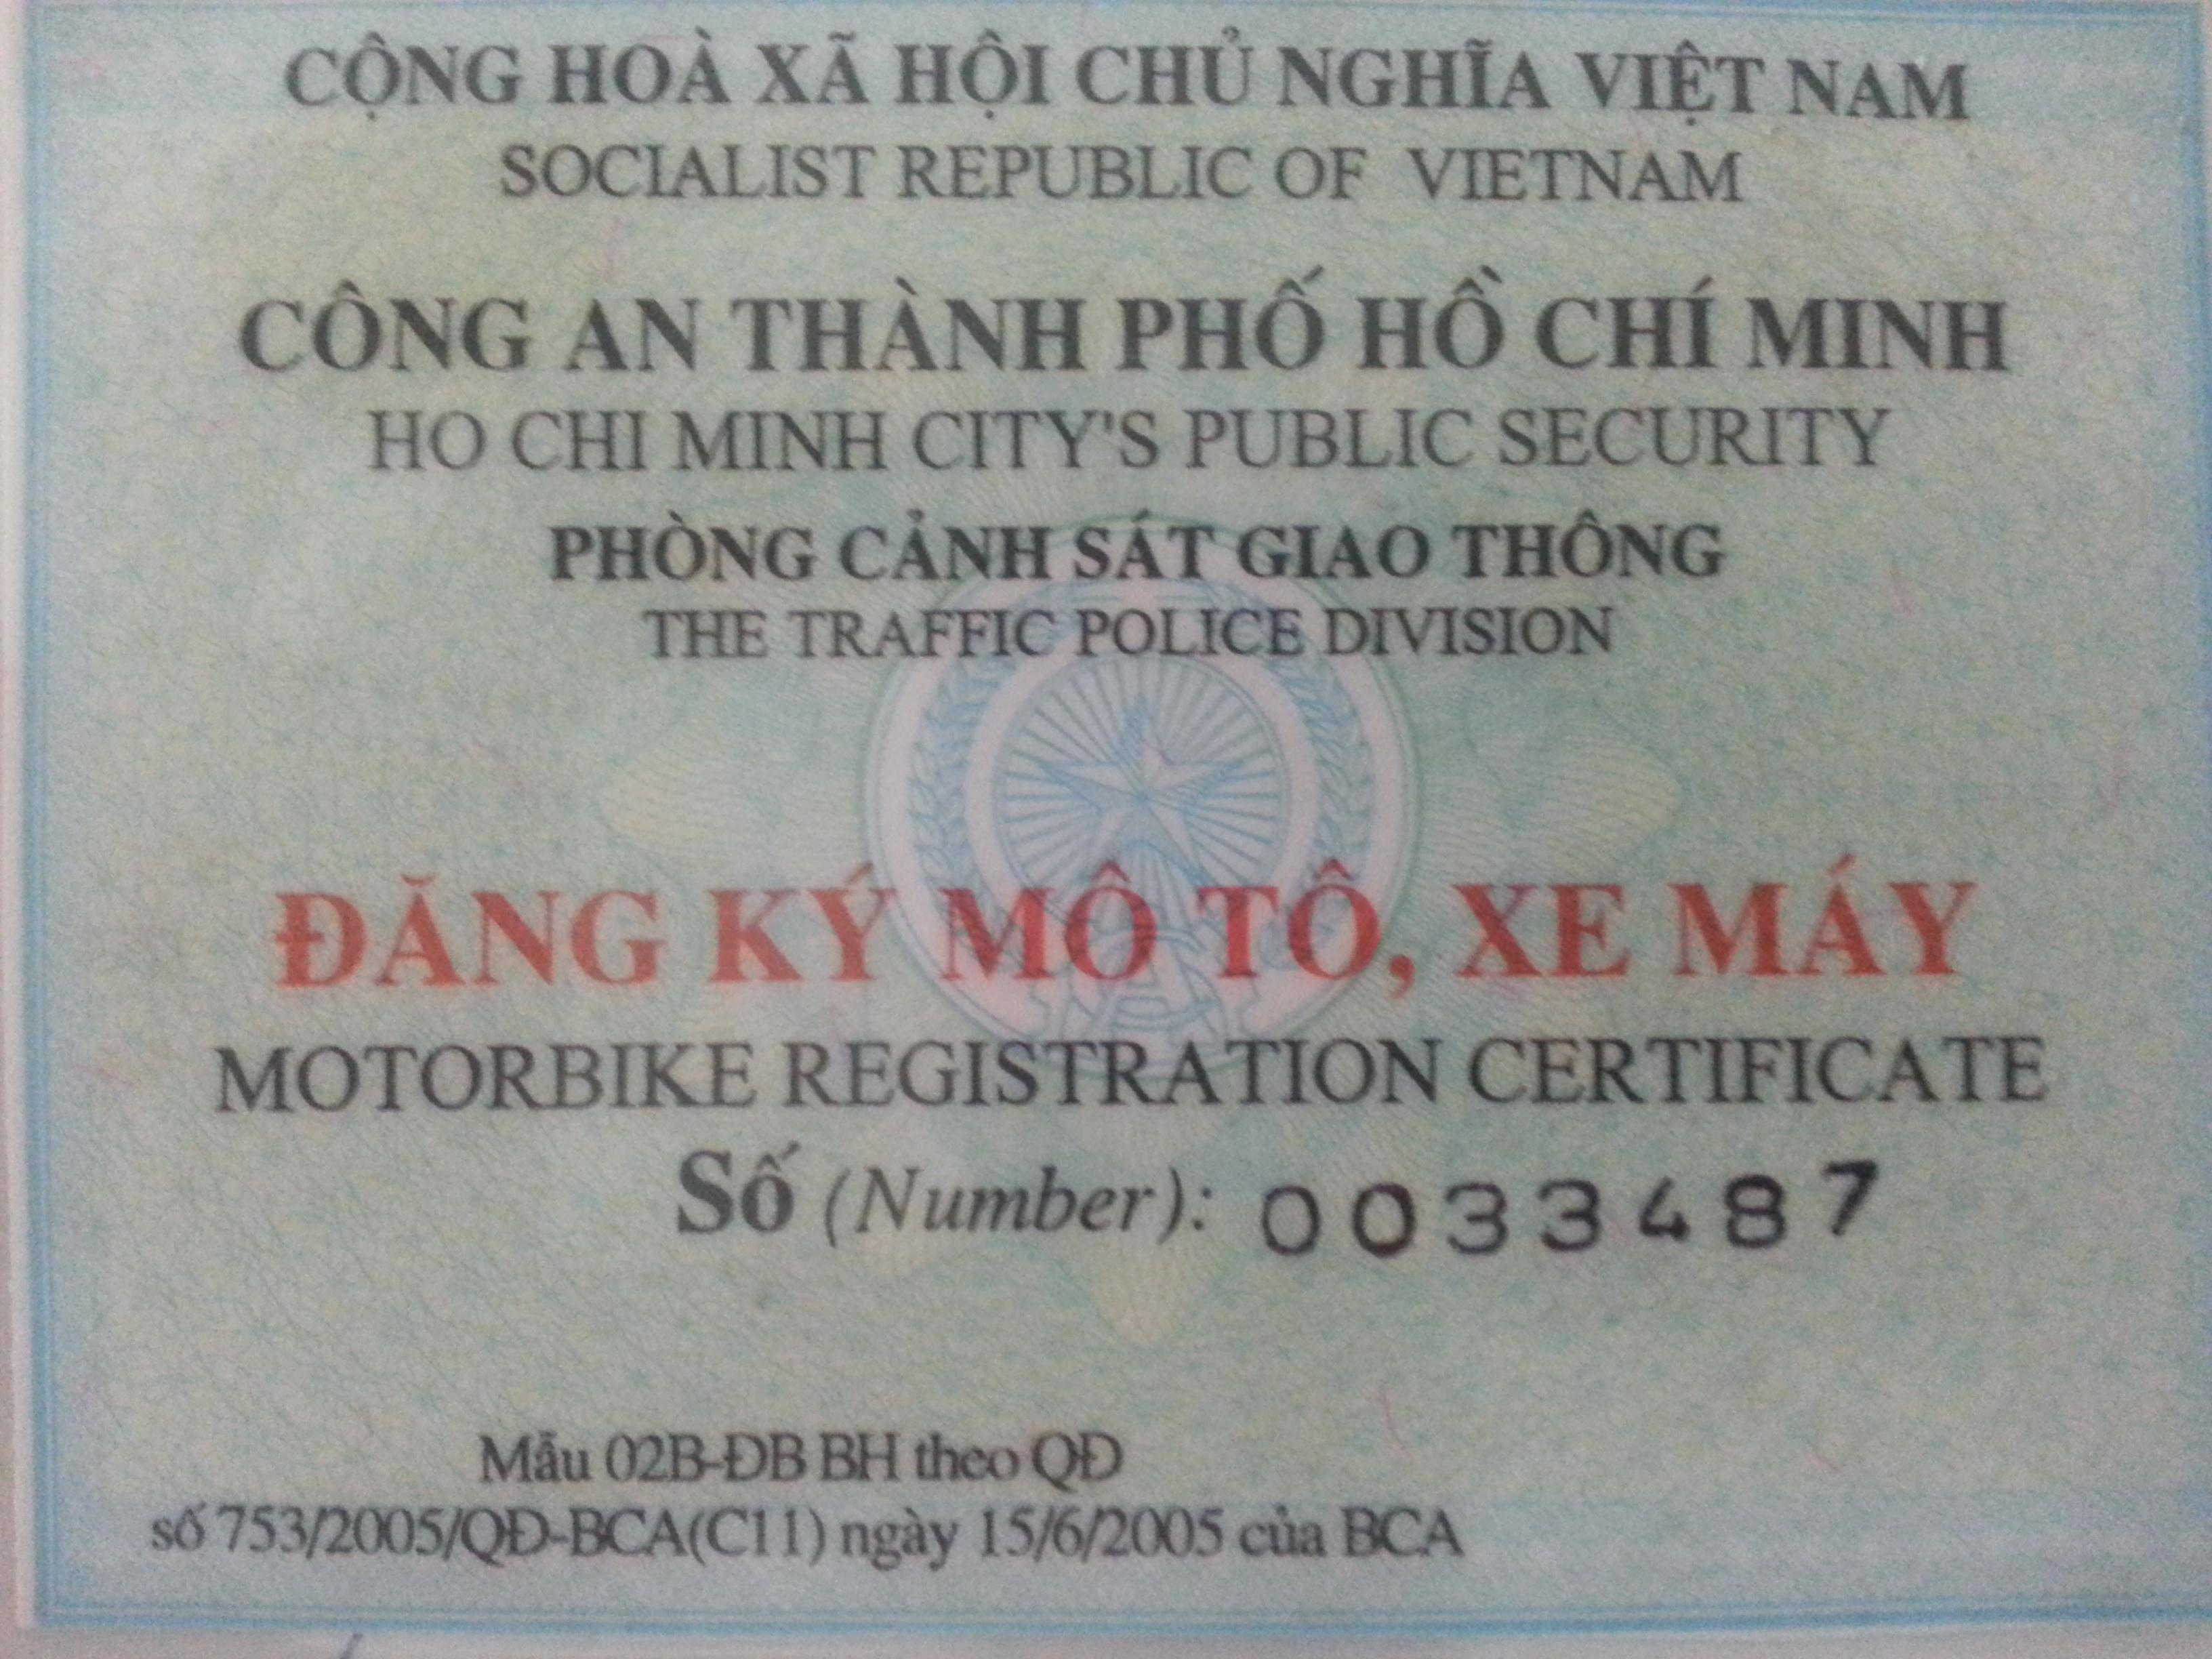 CỘNG HOÀ XÃ HỘI CHỦ NGHĨA VIỆT NAM
SOCIALIST REPUBLIC OF VIETNAM
CÔNG AN THÀNH PHỐ HỒ CHÍ MINH
HO CHI MINH CITY'S PUBLIC SECURITY
PHÒNG CẢNH SÁT GIAO THÔNG
THE TRAFFIC POLICE DIVISION
ĐĂNG KÝ MÔ TÔ, XE MÁY
MOTORBIKE REGISTRATION CERTIFICATE
Số (Number): 0033487
Mẫu 02B-ĐB BH theo QĐ
số 753/2005/QĐ-BCA(C11) ngày 15/6/2005 của BCA